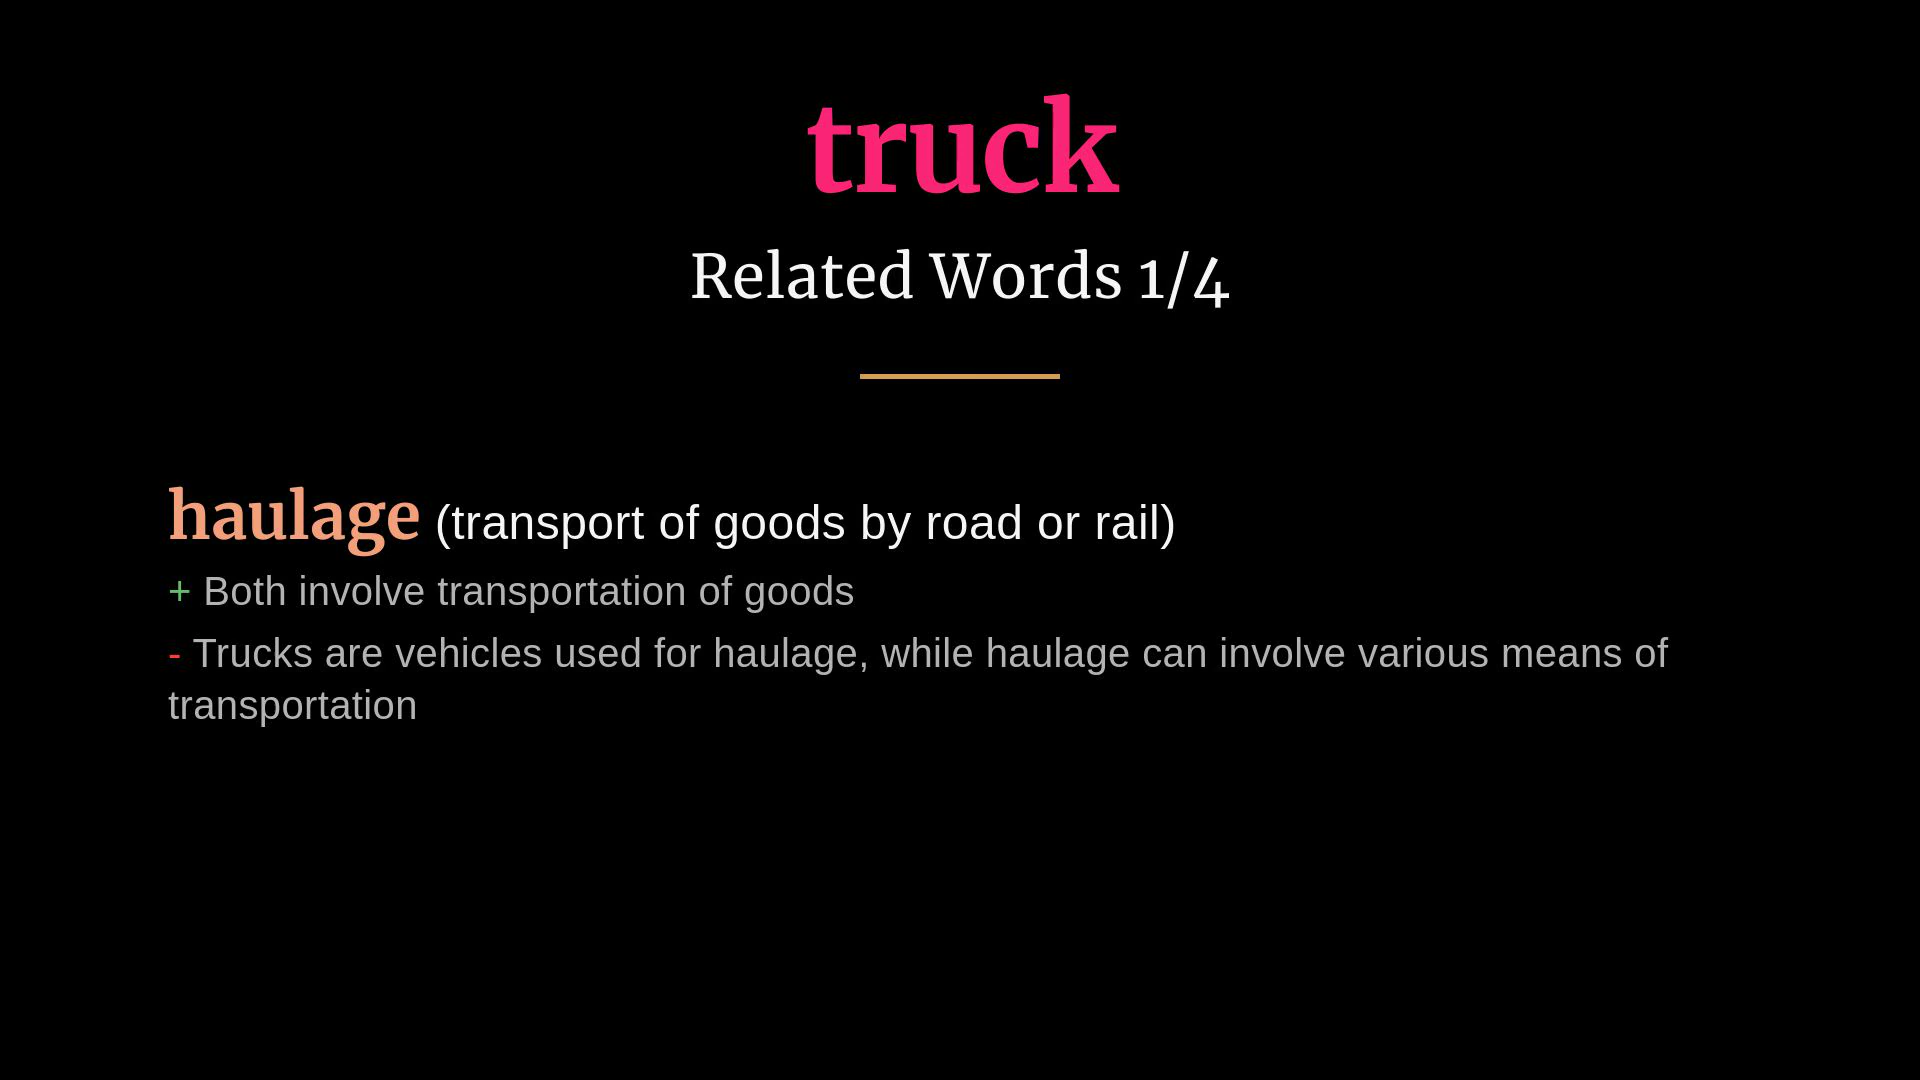 truck
Related Words 1/4
haulage (transport of goods by road or rail)
+ Both involve transportation of goods
- Trucks are vehicles used for haulage, while haulage can involve various means of
transportation